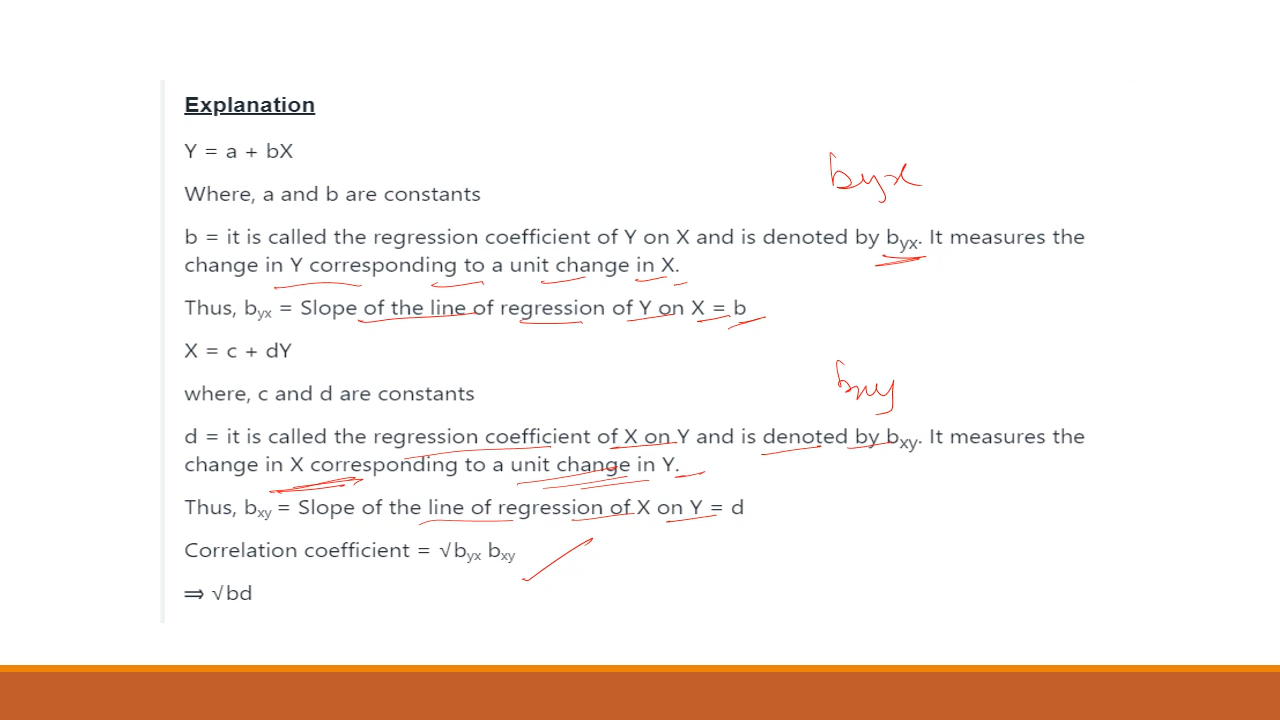 Explanation
Y = a + bX
byx
Where, a and b are constants
b = it is called the regression coefficient of Y on X and is denoted by byx. It measures the
change in Y corresponding to a unit change in X.
Thus, byx = Slope of the line of regression of Y on X = b
X = c + dY
bxy
where, c and d are constants
d = it is called the regression coefficient of X on Y and is denoted by bxy. It measures the
change in X corresponding to a unit change in Y.
Thus, bxy = Slope of the line of regression of X on Y = d
Correlation coefficient = √byx bxy
⟹ √bd